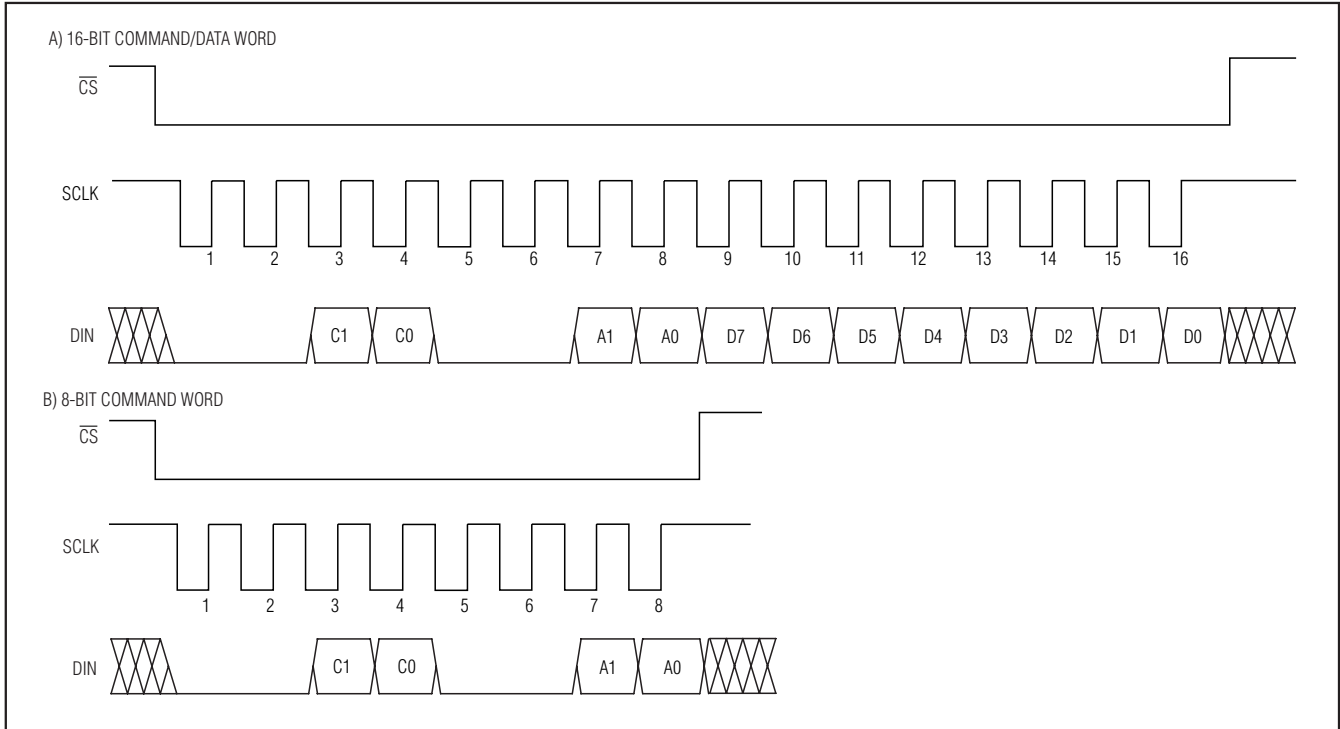 A) 16-BIT COMMAND/DATA WORD
CS
SCLK
1 2 3 4 5 6 7 8 9 10 11 12 13 14 15 16
DIN C1 C0 A1 A0 D7 D6 D5 D4 D3 D2 D1 D0
B) 8-BIT COMMAND WORD
CS
SCLK
1 2 3 4 5 6 7 8
DIN C1 C0 A1 A0